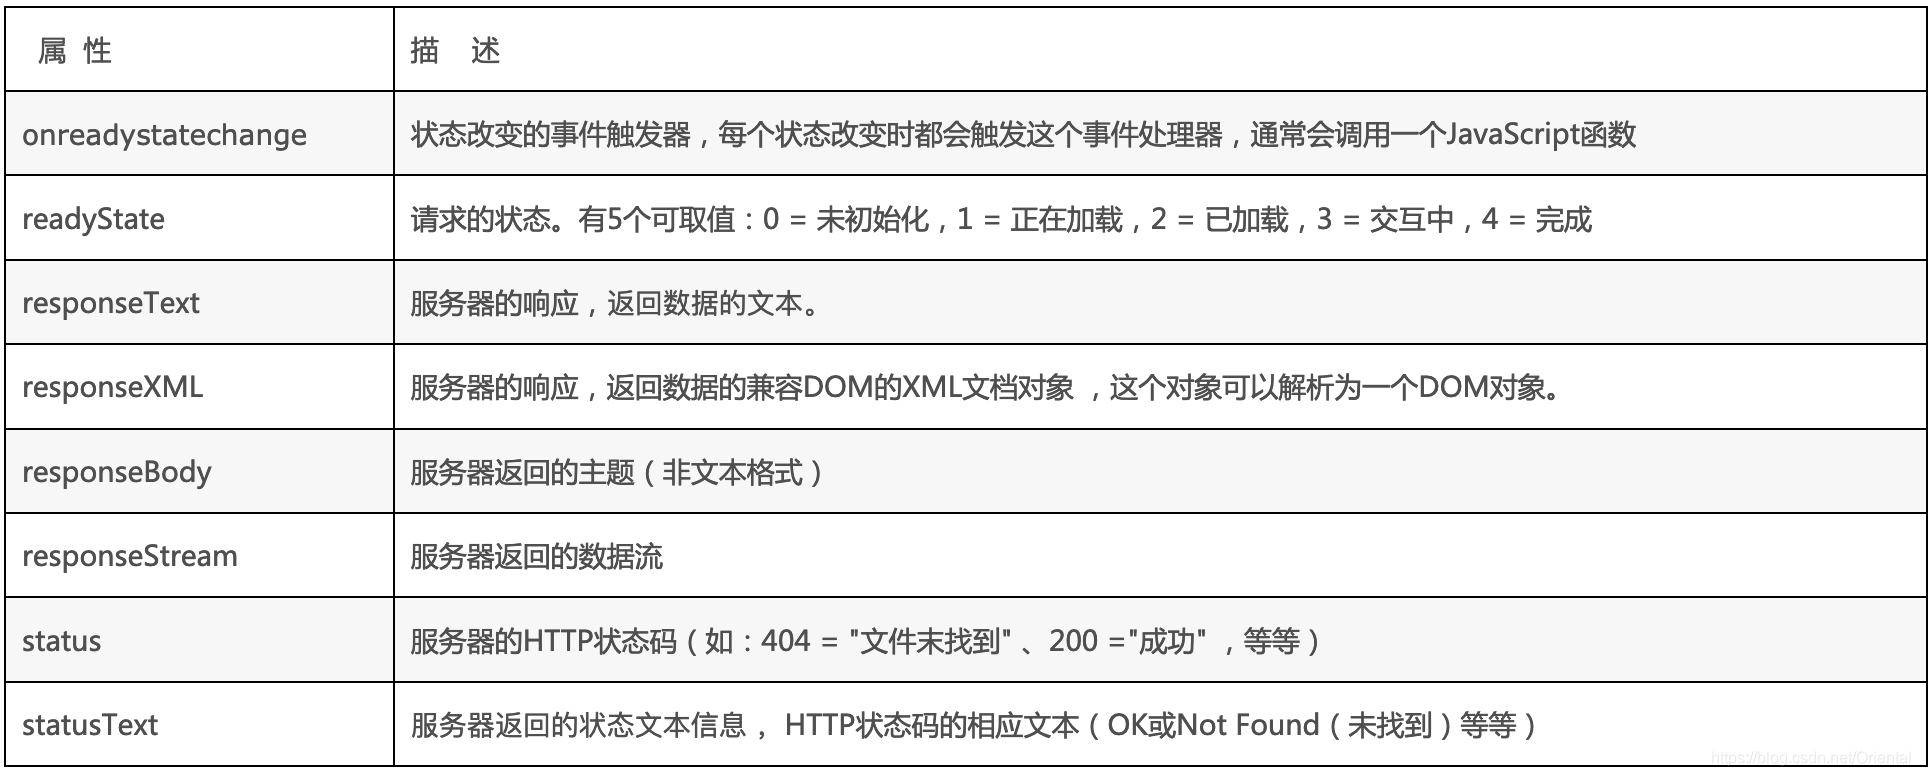 属 性 描 述
onreadystatechange 状态改变的事件触发器，每个状态改变时都会触发这个事件处理器，通常会调用一个JavaScript函数
readyState 请求的状态。有5个可取值：0 = 未初始化，1 = 正在加载，2 = 已加载，3 = 交互中，4 = 完成
responseText 服务器的响应，返回数据的文本。
responseXML 服务器的响应，返回数据的兼容DOM的XML文档对象 ，这个对象可以解析为一个DOM对象。
responseBody 服务器返回的主题（非文本格式）
responseStream 服务器返回的数据流
status 服务器的HTTP状态码（如：404 = "文件末找到" 、200 ="成功" ，等等）
statusText 服务器返回的状态文本信息， HTTP状态码的相应文本（OK或Not Found（未找到）等等）
https://blog.csdn.net/Oriental